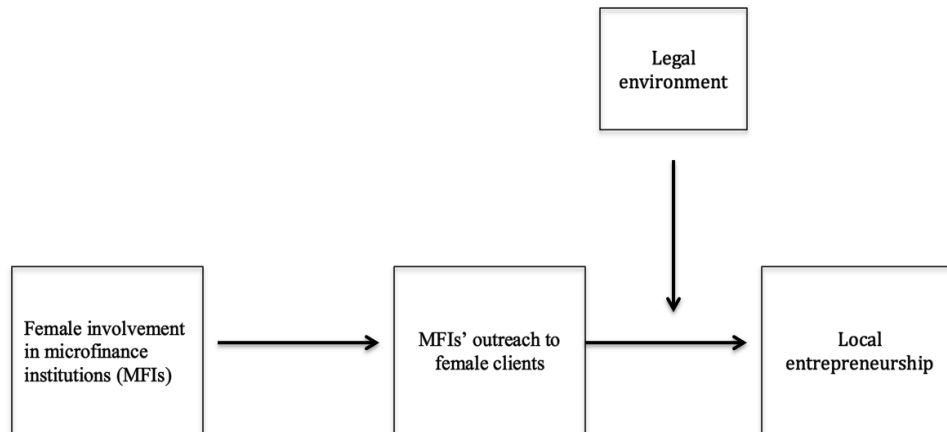 Legal
environment
Female involvement
in microfinance
institutions (MFIs)
MFIs’ outreach to
female clients
Local
entrepreneurship